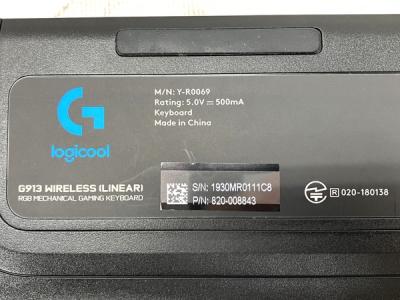 M/N: Y-R0069
Rating: 5.0V⎓500mA
Keyboard
Made in China
G
logicool
G913 WIRELESS (LINEAR)
RGB MECHANICAL GAMING KEYBOARD
S/N: 1930MR0111C8
P/N: 820-008843
R 020-180138